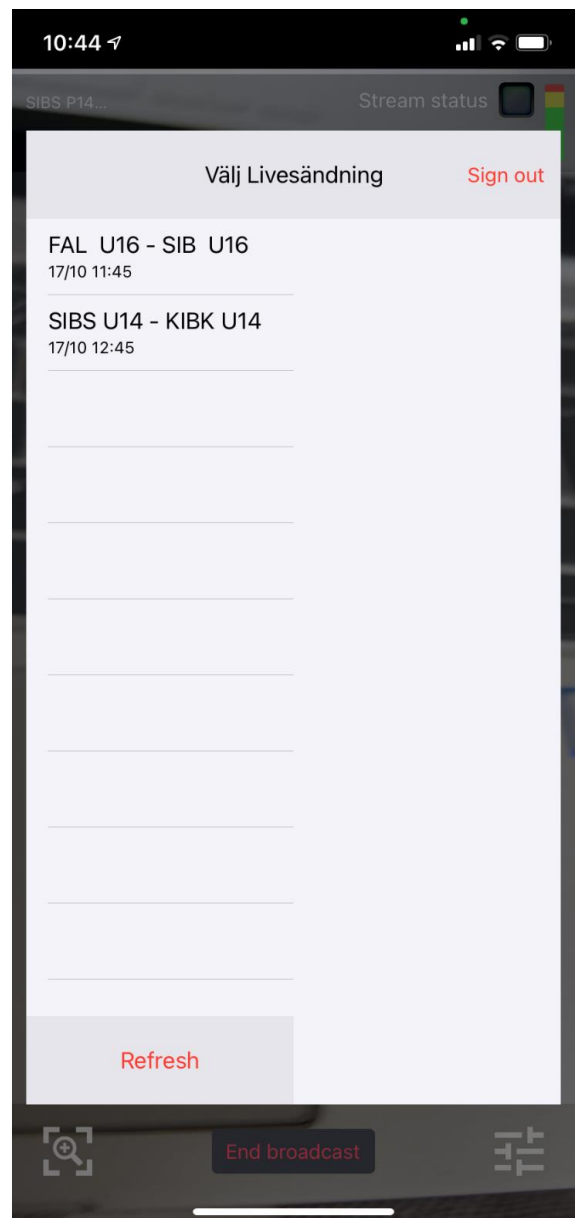 10:44
SIBS P14...
Stream status
Välj Livesändning
Sign out
FAL  U16 - SIB  U16
17/10 11:45
SIBS U14 - KIBK U14
17/10 12:45
Refresh
End broadcast